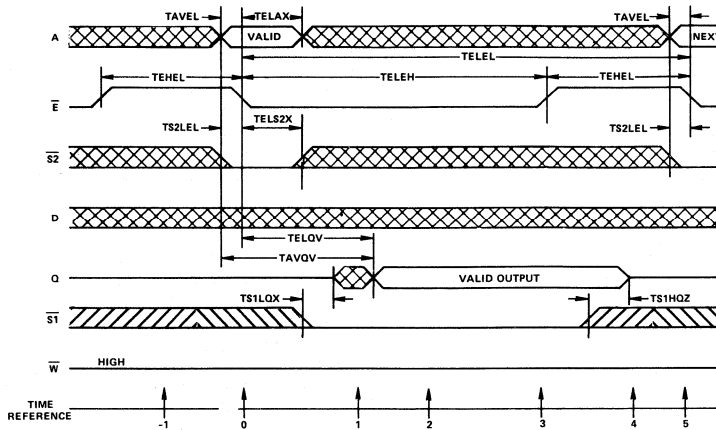 TAVEL TELAX TAVEL
A VALID NEXT
TELEL
TEHEL TELEH TEHEL
E
TS2LEL TELS2X TS2LEL
S2
D
TELQV
TAVQV
Q VALID OUTPUT
TS1LQX TS1HQZ
S1
W HIGH
TIME
REFERENCE
-1 0 1 2 3 4 5